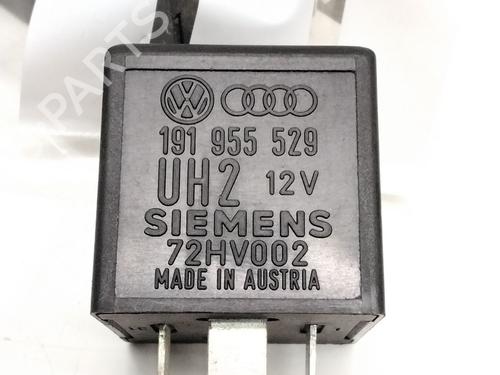 191 955 529
UH2 12V
SIEMENS
72HV002
MADE IN AUSTRIA
PARTS